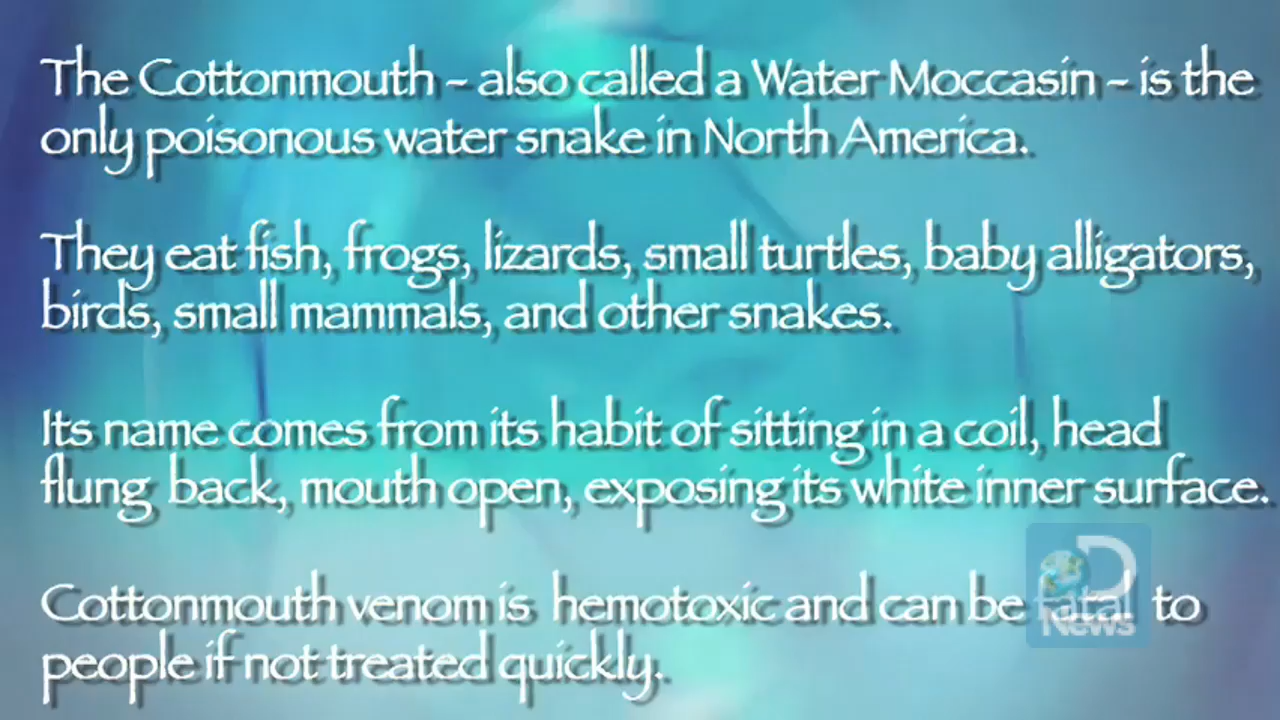 The Cottonmouth - also called a Water Moccasin - is the
only poisonous water snake in North America.
They eat fish, frogs, lizards, small turtles, baby alligators,
birds, small mammals, and other snakes.
Its name comes from its habit of sitting in a coil, head
flung back, mouth open, exposing its white inner surface.
Cottonmouth venom is hemotoxic and can be fatal to
people if not treated quickly.
D
News